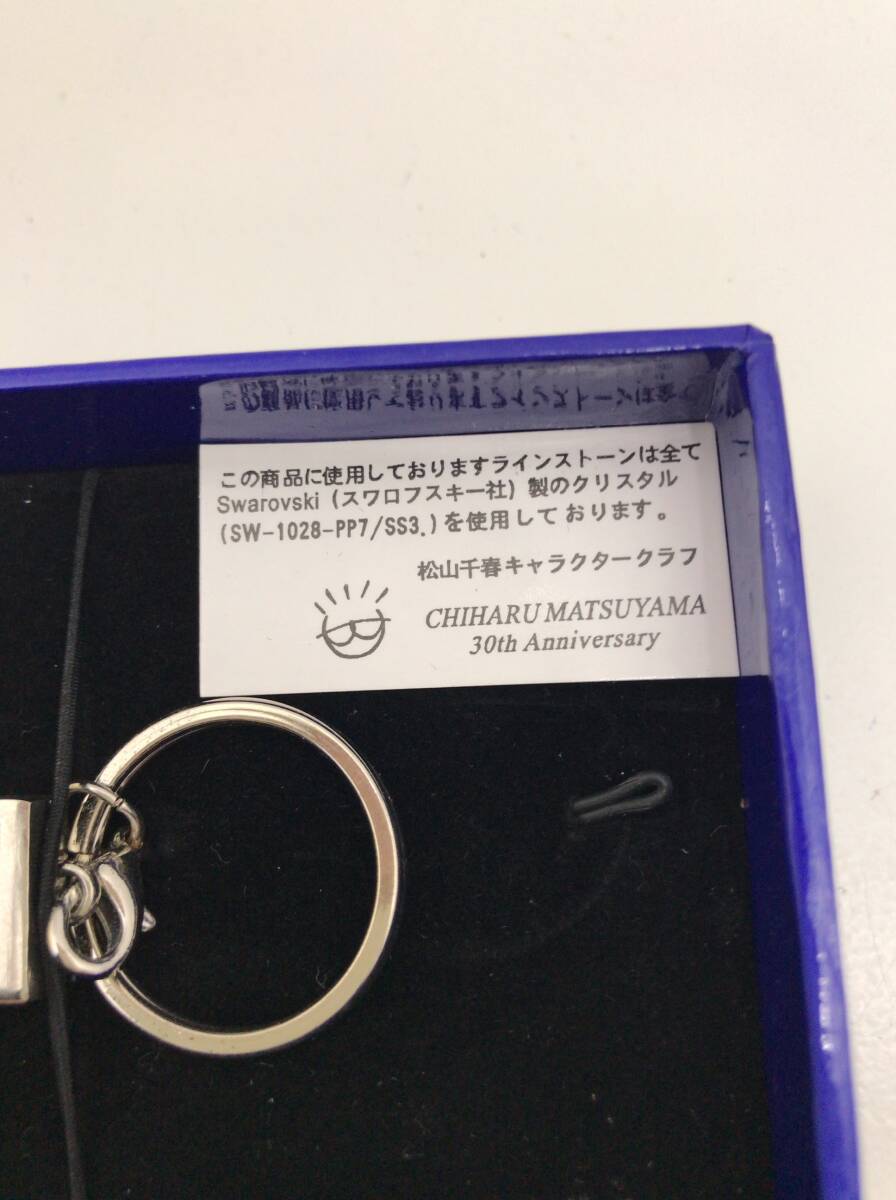 この商品に使用しておりますラインストーンは全て
Swarovski (スワロフスキー社) 製のクリスタル
(SW-1028-PP7/SS3.)を使用しております。
松山千春キャラクタークラフ
CHIHARU MATSUYAMA
30th Anniversary